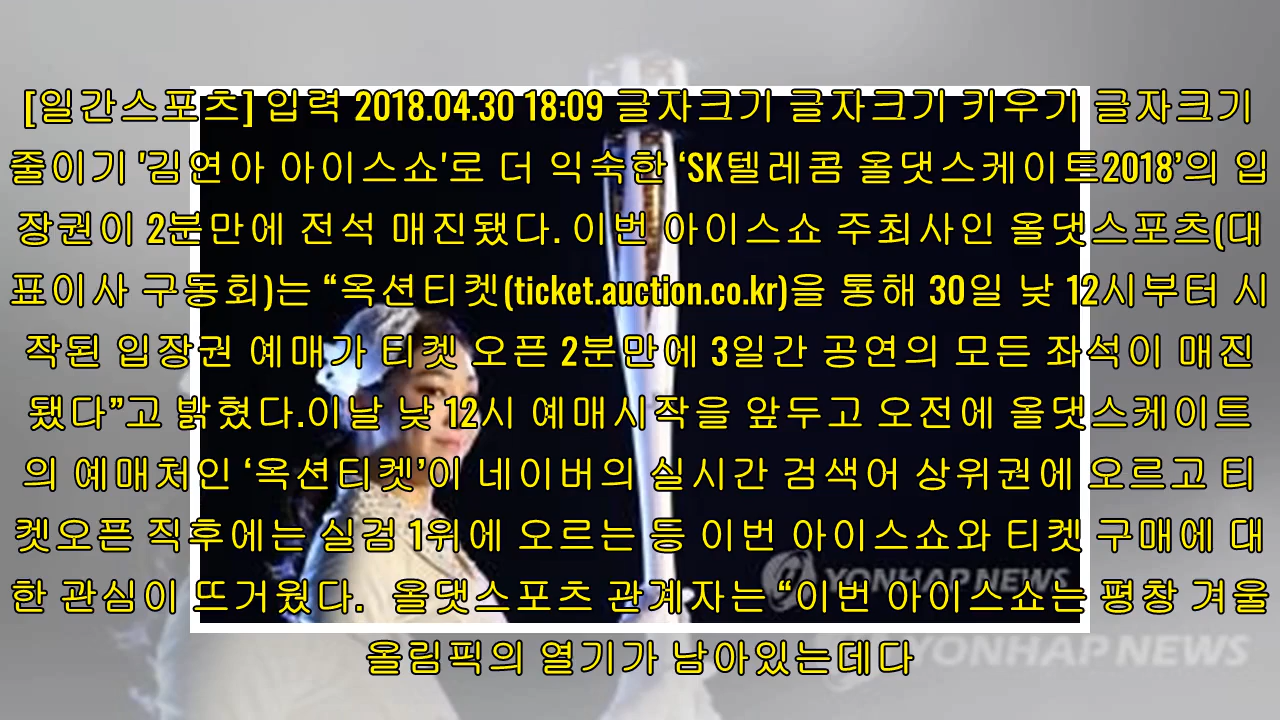 [일간스포츠] 입력 2018.04.30 18:09 글자크기 글자크기 키우기 글자크기
줄이기 '김연아 아이스쇼'로 더 익숙한 ‘SK텔레콤 올댓스케이트2018’의 입
장권이 2분만에 전석 매진됐다. 이번 아이스쇼 주최사인 올댓스포츠(대
표이사 구동회)는 “옥션티켓(ticket.auction.co.kr)을 통해 30일 낮 12시부터 시
작된 입장권 예매가 티켓 오픈 2분만에 3일간 공연의 모든 좌석이 매진
됐다”고 밝혔다.이날 낮 12시 예매시작을 앞두고 오전에 올댓스케이트
의 예매처인 ‘옥션티켓’이 네이버의 실시간 검색어 상위권에 오르고 티
켓오픈 직후에는 실검 1위에 오르는 등 이번 아이스쇼와 티켓 구매에 대
한 관심이 뜨거웠다. 올댓스포츠 관계자는 “이번 아이스쇼는 평창 겨울
올림픽의 열기가 남아있는데다
YONHAP NEWS
YONHAP NEWS